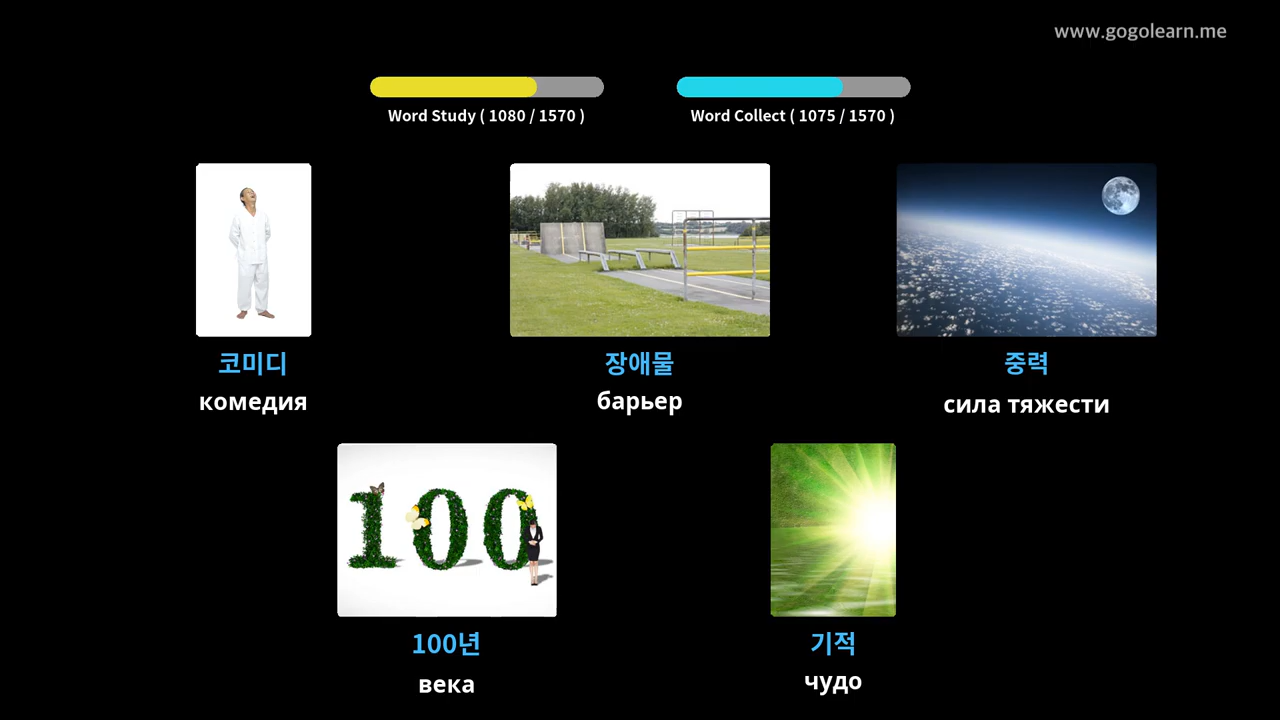 www.gogolearn.me
Word Study ( 1080 / 1570 )
Word Collect ( 1075 / 1570 )
코미디
комедия
장애물
барьер
중력
сила тяжести
100
100년
века
기적
чудо